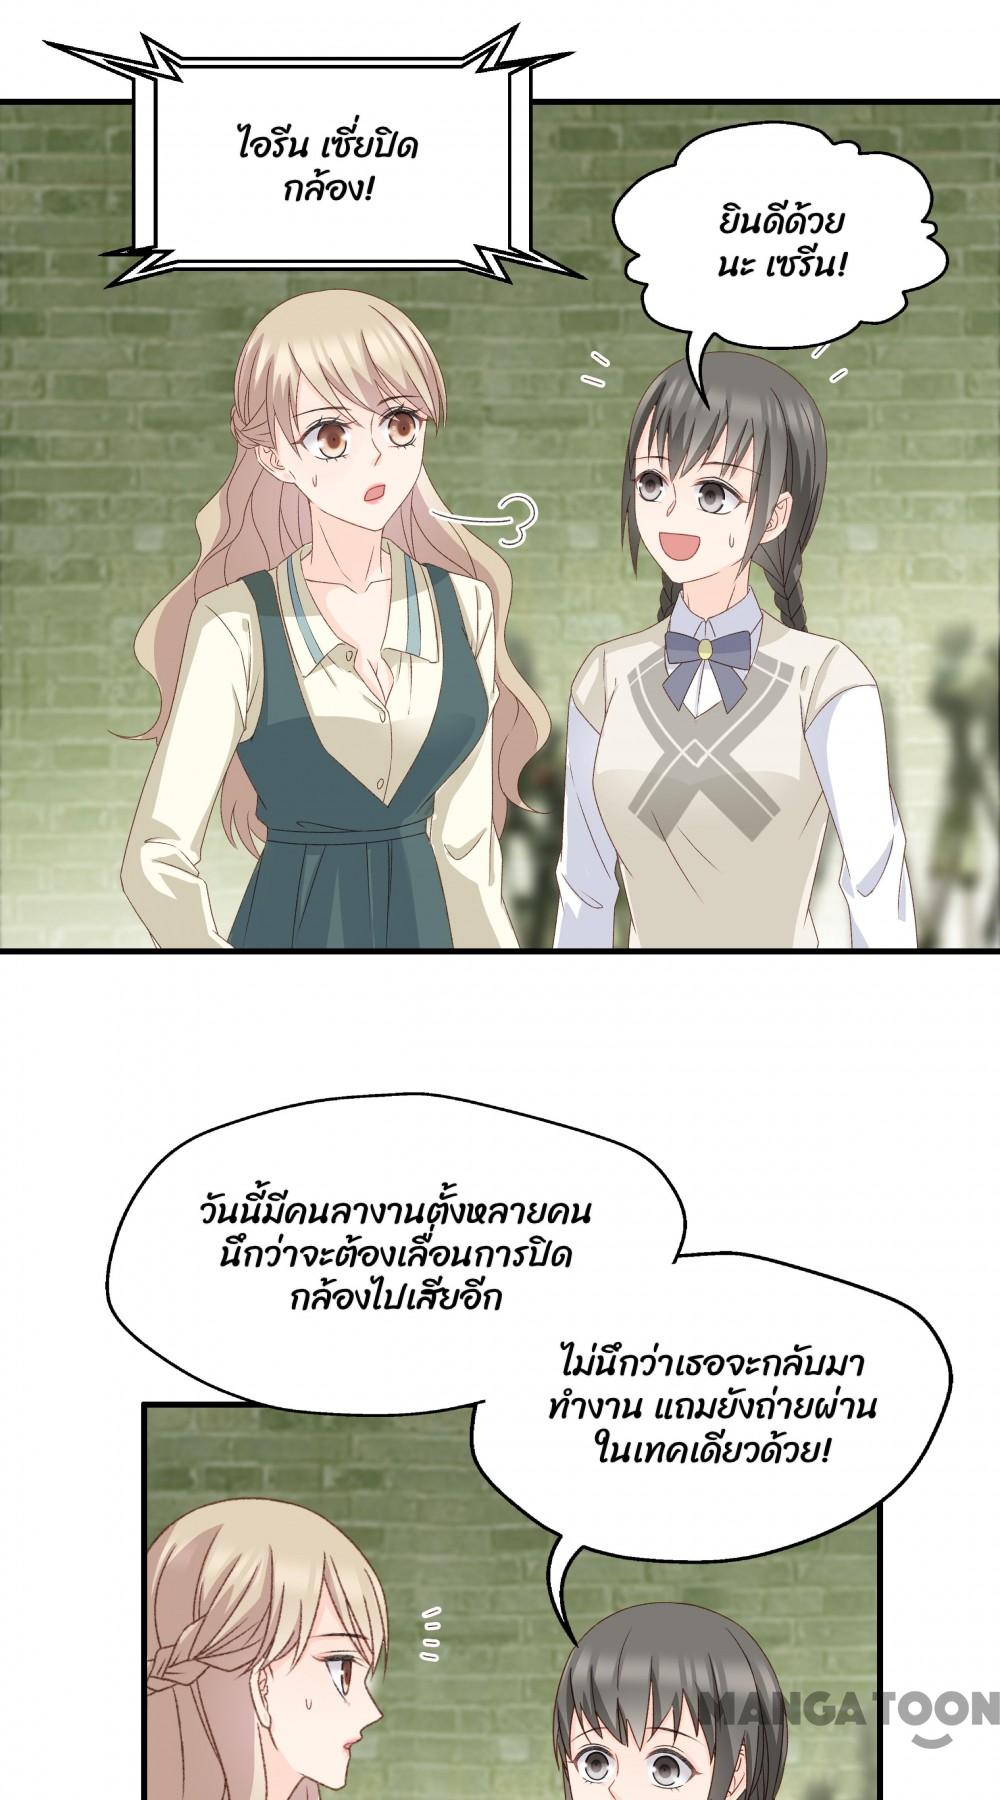 ไอรีน เซี่ยปิด
กล้อง!
ยินดีด้วย
นะ เซรีน!
วันนี้มีคนลางานตั้งหลายคน
นึกว่าจะต้องเลื่อนการปิด
กล้องไปเสียอีก
ไม่นึกว่าเธอจะกลับมา
ทำงาน แถมยังถ่ายผ่าน
ในเทคเดียวด้วย!
MANGATOON